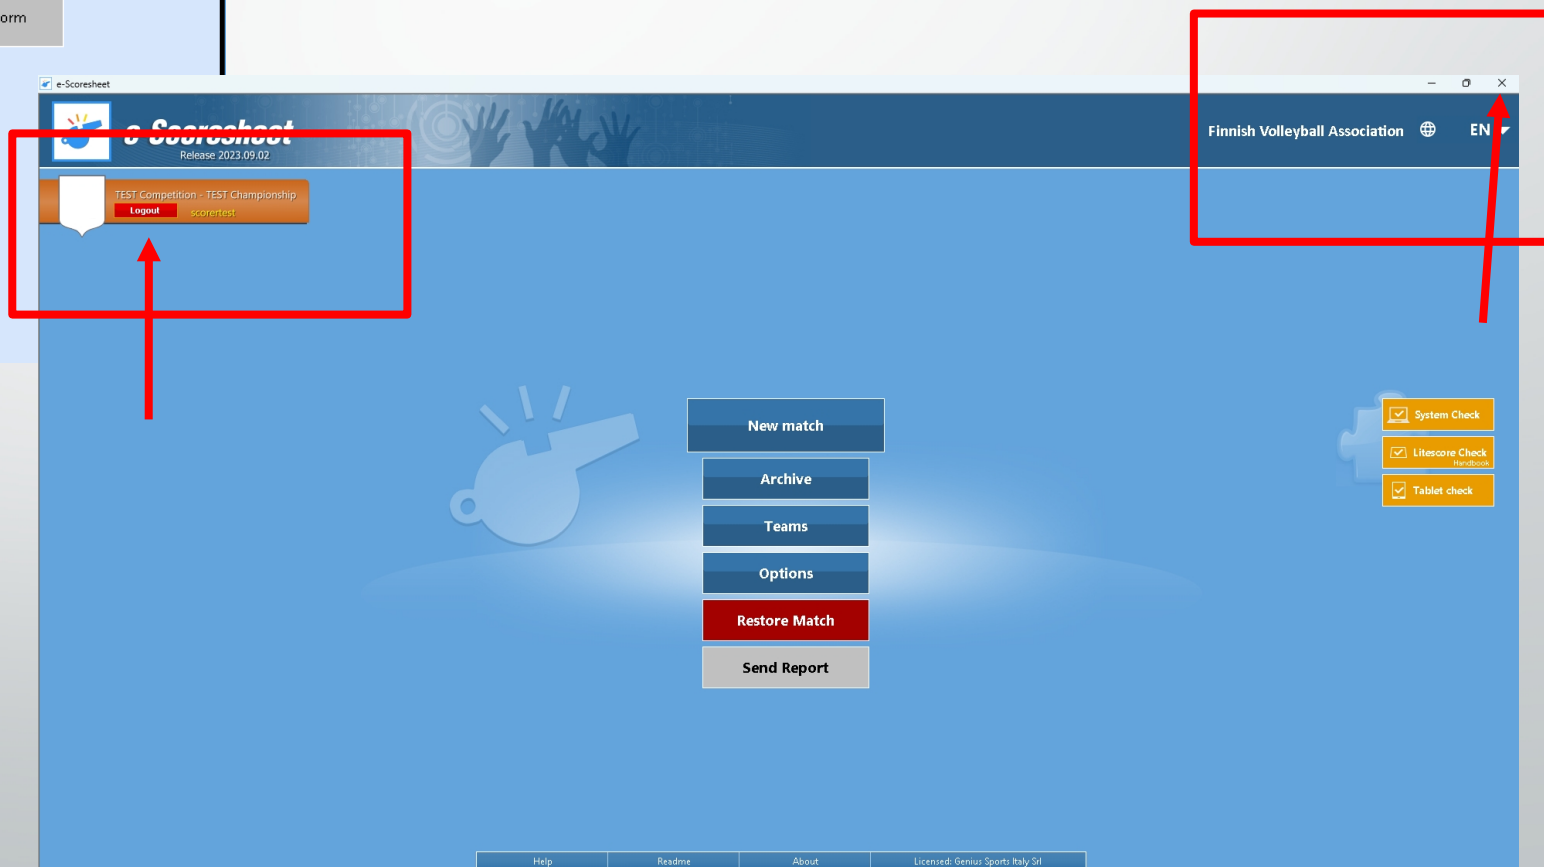 orm
e-Scoresheet
e-Scoresheet
Release 2023.09.02
Finnish Volleyball Association
EN
TEST Competition - TEST Championship
Logout
scorertest
New match
Archive
Teams
Options
Restore Match
Send Report
System Check
Litescore Check
Handbook
Tablet check
Help
Readme
About
Licensed: Genius Sports Italy Srl